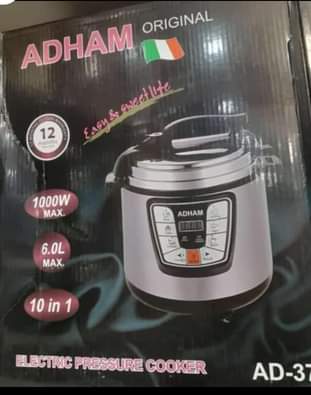 ADHAM ORIGINAL
Easy & sweet life
12
1000W
MAX.
6.0L
MAX.
10 in 1
ADHAM
ELECTRIC PRESSURE COOKER
AD-37